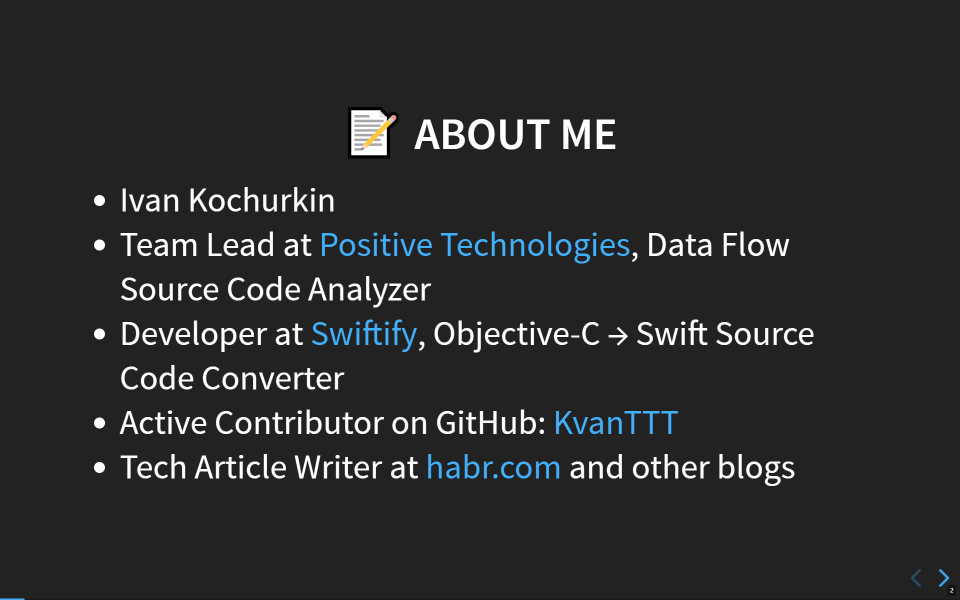 📝 ABOUT ME
• Ivan Kochurkin
• Team Lead at Positive Technologies, Data Flow
Source Code Analyzer
• Developer at Swiftify, Objective-C → Swift Source
Code Converter
• Active Contributor on GitHub: KvanTTT
• Tech Article Writer at habr.com and other blogs
2